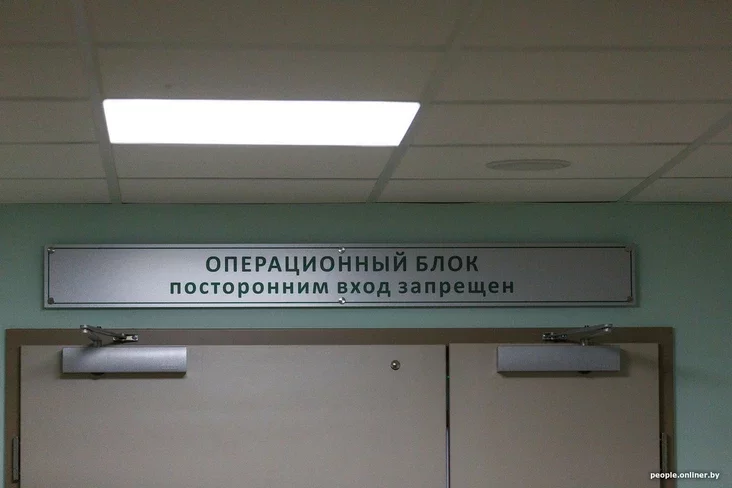 ОПЕРАЦИОННЫЙ БЛОК
посторонним вход запрещен
people.onliner.by